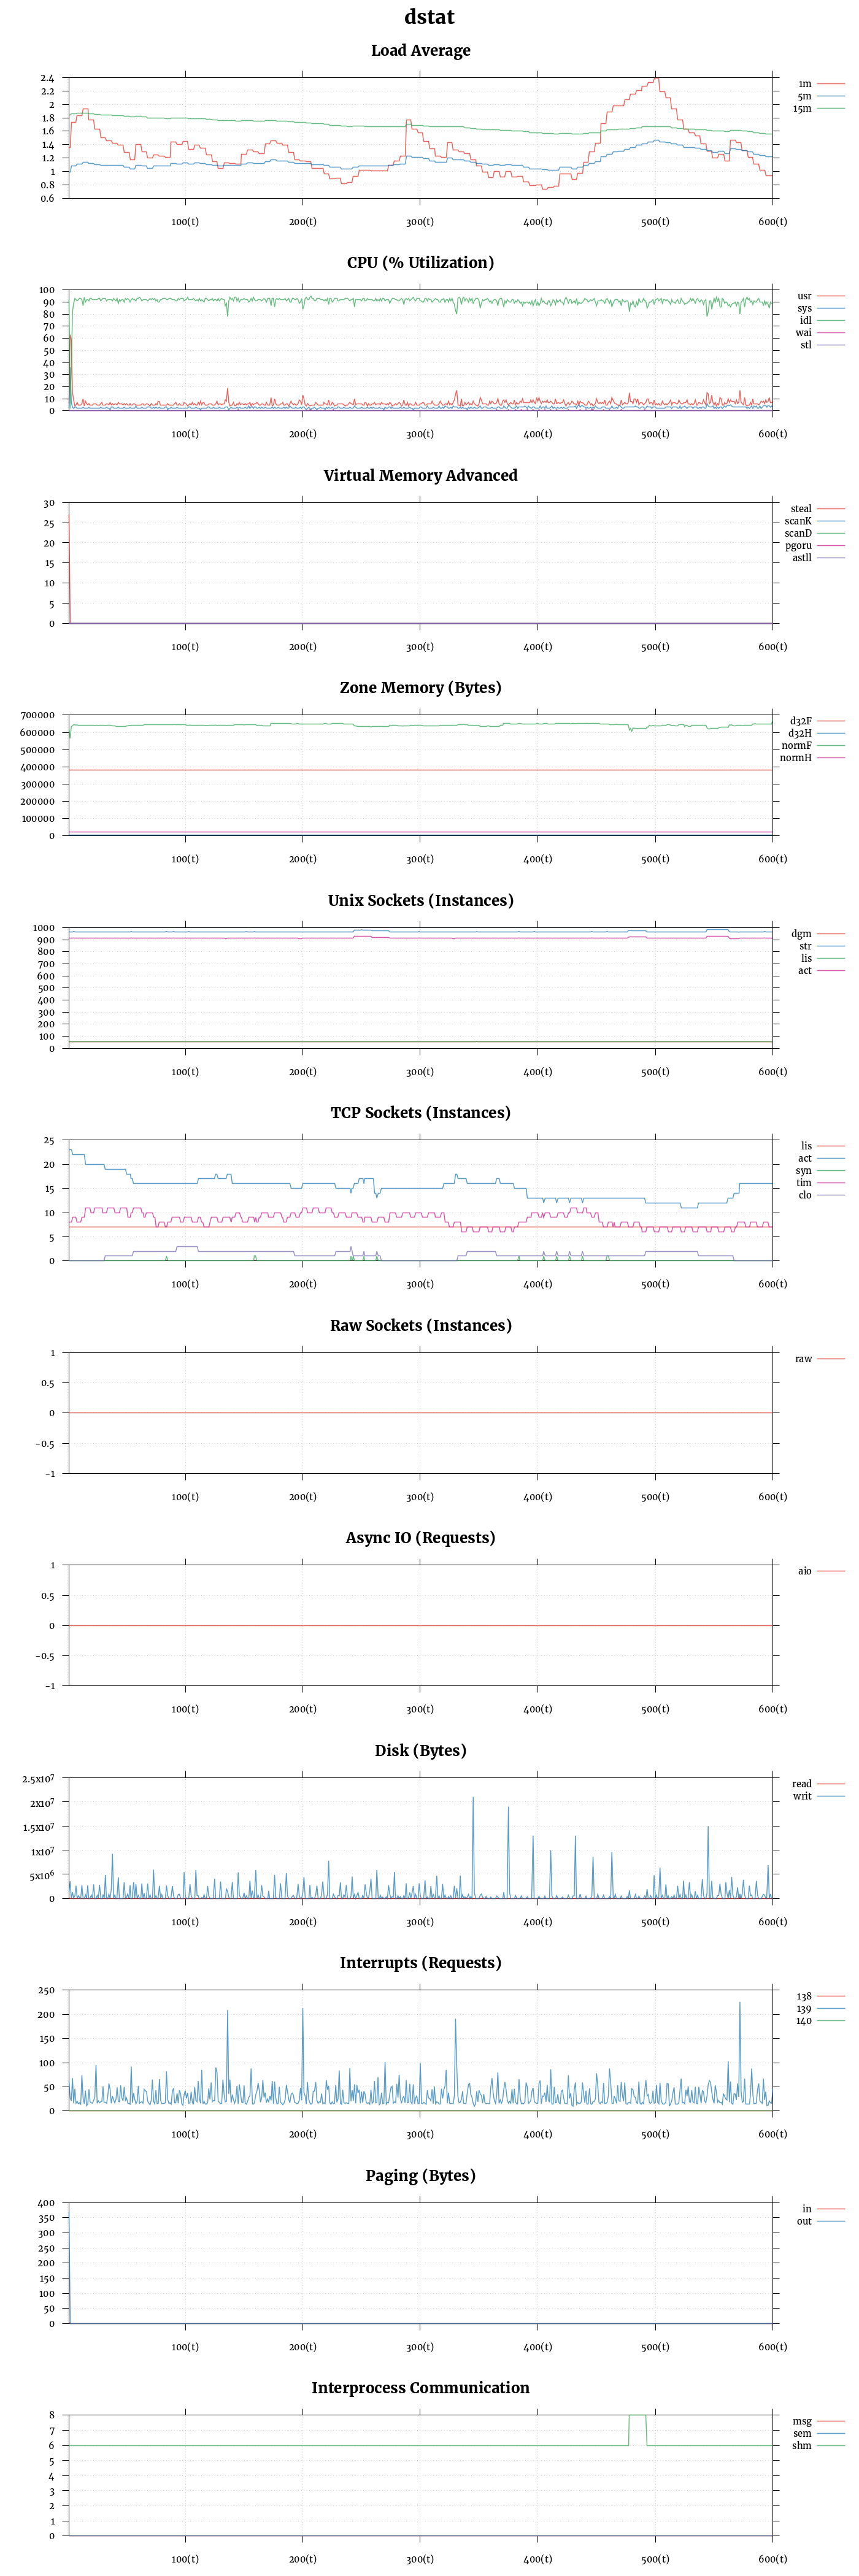 dstat
Load Average
2.4
2.2
2
1.8
1.6
1.4
1.2
1
0.8
0.6
100(t) 200(t) 300(t) 400(t) 500(t) 600(t)
1m
5m
15m
CPU (% Utilization)
100
90
80
70
60
50
40
30
20
10
0
100(t) 200(t) 300(t) 400(t) 500(t) 600(t)
usr
sys
idl
wai
stl
Virtual Memory Advanced
30
25
20
15
10
5
0
100(t) 200(t) 300(t) 400(t) 500(t) 600(t)
steal
scanK
scanD
pgoru
astll
Zone Memory (Bytes)
700000
600000
500000
400000
300000
200000
100000
0
100(t) 200(t) 300(t) 400(t) 500(t) 600(t)
d32F
d32H
normF
normH
Unix Sockets (Instances)
1000
900
800
700
600
500
400
300
200
100
0
100(t) 200(t) 300(t) 400(t) 500(t) 600(t)
dgm
str
lis
act
TCP Sockets (Instances)
25
20
15
10
5
0
100(t) 200(t) 300(t) 400(t) 500(t) 600(t)
lis
act
syn
tim
clo
Raw Sockets (Instances)
1
0.5
0
-0.5
-1
100(t) 200(t) 300(t) 400(t) 500(t) 600(t)
raw
Async IO (Requests)
1
0.5
0
-0.5
-1
100(t) 200(t) 300(t) 400(t) 500(t) 600(t)
aio
Disk (Bytes)
2.5x10⁷
2x10⁷
1.5x10⁷
1x10⁷
5x10⁶
0
100(t) 200(t) 300(t) 400(t) 500(t) 600(t)
read
writ
Interrupts (Requests)
250
200
150
100
50
0
100(t) 200(t) 300(t) 400(t) 500(t) 600(t)
138
139
140
Paging (Bytes)
400
350
300
250
200
150
100
50
0
100(t) 200(t) 300(t) 400(t) 500(t) 600(t)
in
out
Interprocess Communication
8
7
6
5
4
3
2
1
0
100(t) 200(t) 300(t) 400(t) 500(t) 600(t)
msg
sem
shm